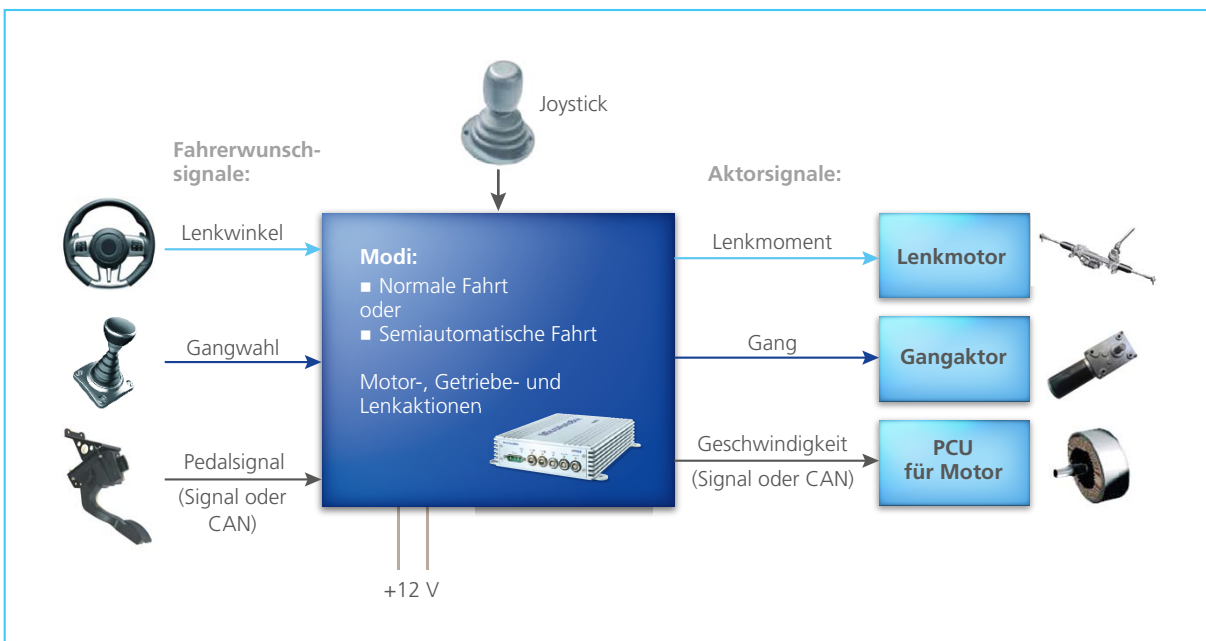 Joystick
Fahrerwunsch-
signale:
Aktorsignale:
Lenkwinkel
Gangwahl
Pedalsignal
(Signal oder
CAN)
Modi:
■ Normale Fahrt
oder
■ Semiautomatische Fahrt
Motor-, Getriebe- und
Lenkaktionen
+12 V
Lenkmoment
Gang
Geschwindigkeit
(Signal oder CAN)
Lenkmotor
Gangaktor
PCU
für Motor